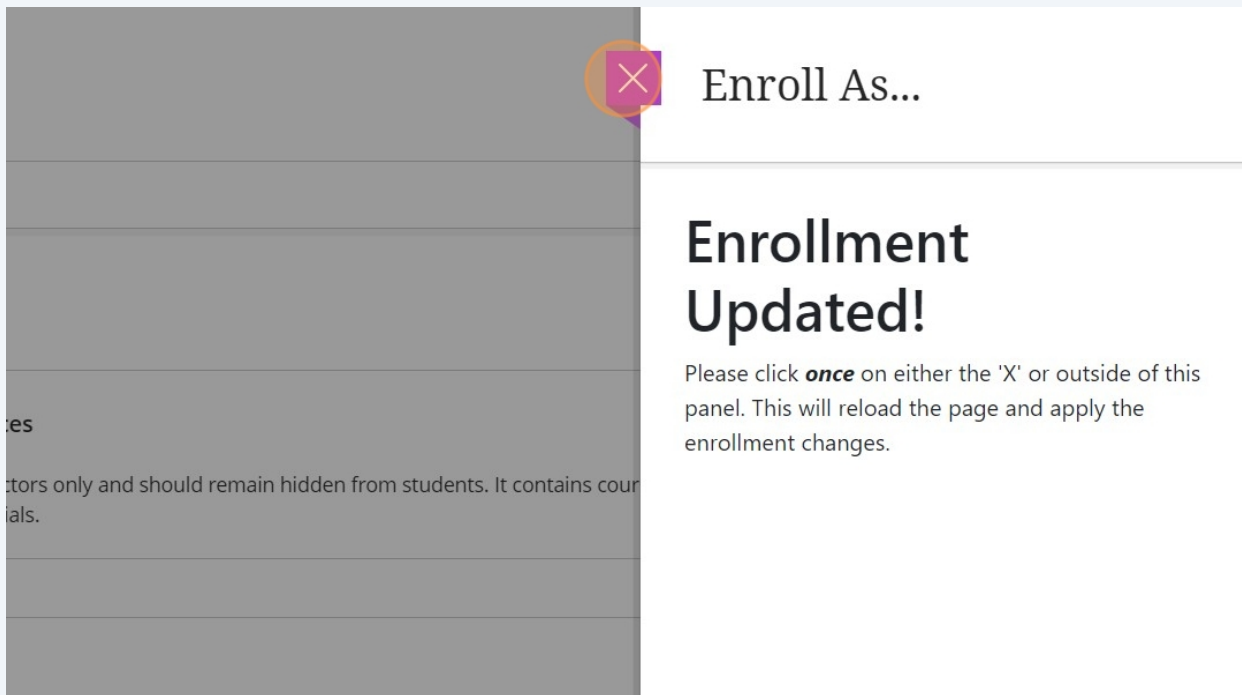 Enroll As...
Enrollment
Updated!
Please click once on either the 'X' or outside of this
panel. This will reload the page and apply the
enrollment changes.
ces
ctors only and should remain hidden from students. It contains cour
ials.